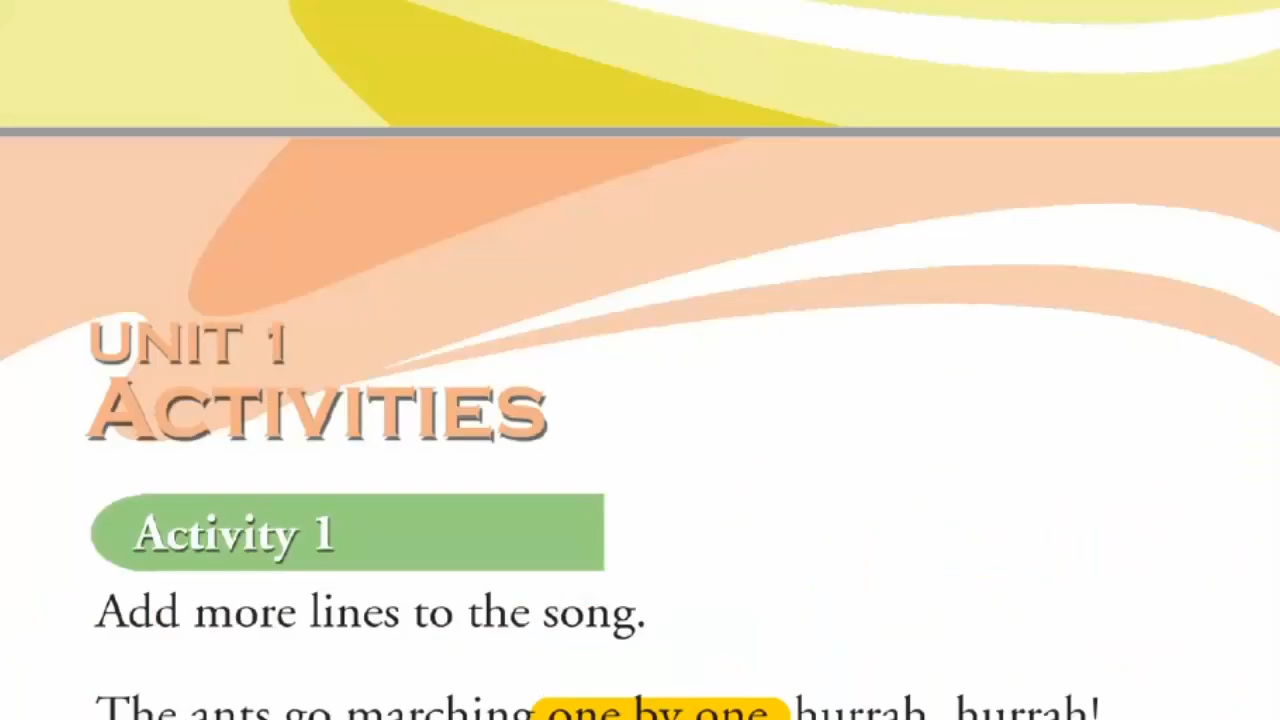 UNIT 1
ACTIVITIES
Activity 1
Add more lines to the song.
The ants go marching one by one, hurrah, hurrah!